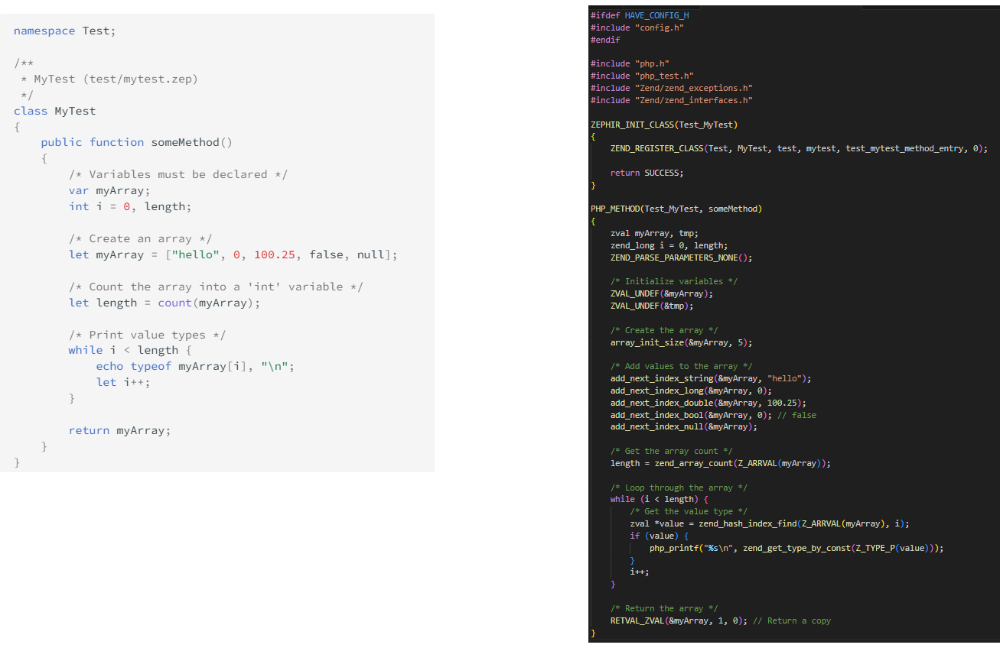 namespace Test;
/**
 * MyTest (test/mytest.zep)
 */
class MyTest
{
    public function someMethod()
    {
        /* Variables must be declared */
        var myArray;
        int i = 0, length;
        /* Create an array */
        let myArray = ["hello", 0, 100.25, false, null];
        /* Count the array into a 'int' variable */
        let length = count(myArray);
        /* Print value types */
        while i < length {
            echo typeof myArray[i], "\n";
            let i++;
        }
        return myArray;
    }
}
#ifdef HAVE_CONFIG_H
#include "config.h"
#endif
#include "php.h"
#include "php_test.h"
#include "Zend/zend_exceptions.h"
#include "Zend/zend_interfaces.h"
ZEPHIR_INIT_CLASS(Test_MyTest)
{
    ZEND_REGISTER_CLASS(Test, MyTest, test, mytest, test_mytest_method_entry, 0);
    return SUCCESS;
}
PHP_METHOD(Test_MyTest, someMethod)
{
    zval myArray, tmp;
    zend_long i = 0, length;
    ZEND_PARSE_PARAMETERS_NONE();
    /* Initialize variables */
    ZVAL_UNDEF(&myArray);
    ZVAL_UNDEF(&tmp);
    /* Create the array */
    array_init_size(&myArray, 5);
    /* Add values to the array */
    add_next_index_string(&myArray, "hello");
    add_next_index_long(&myArray, 0);
    add_next_index_double(&myArray, 100.25);
    add_next_index_bool(&myArray, 0); // false
    add_next_index_null(&myArray);
    /* Get the array count */
    length = zend_array_count(Z_ARRVAL(myArray));
    /* Loop through the array */
    while (i < length) {
        /* Get the value type */
        zval *value = zend_hash_index_find(Z_ARRVAL(myArray), i);
        if (value) {
            php_printf("%s\n", zend_get_type_by_const(Z_TYPE_P(value)));
        }
        i++;
    }
    /* Return the array */
    RETVAL_ZVAL(&myArray, 1, 0); // Return a copy
}